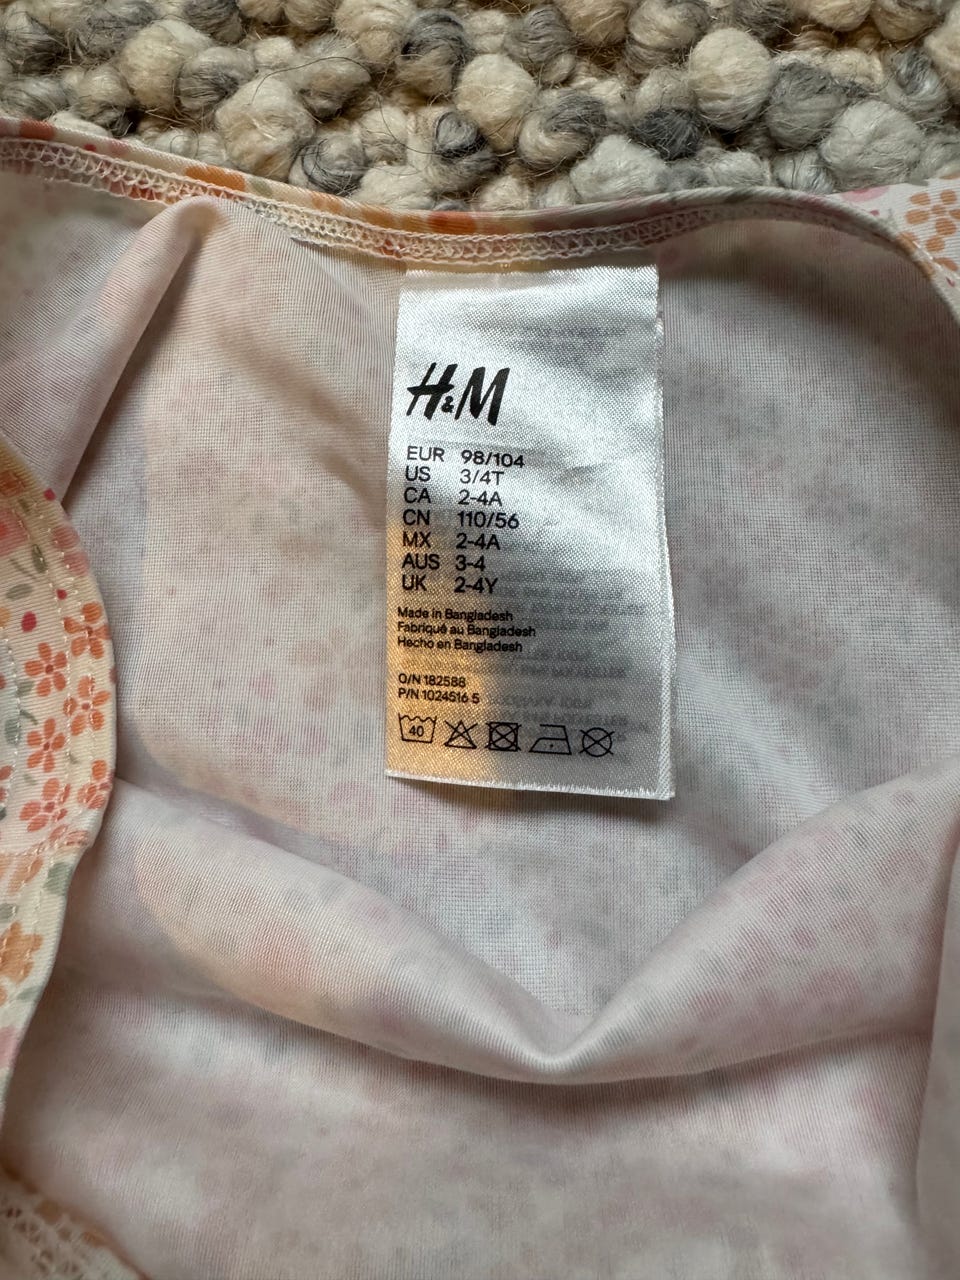 H&M
EUR 98/104
US 3/4T
CA 2-4A
CN 110/56
MX 2-4A
AUS 3-4
UK 2-4Y
Made in Bangladesh
Fabriqué au Bangladesh
Hecho en Bangladesh
O/N 182588
P/N 1024516 5
40